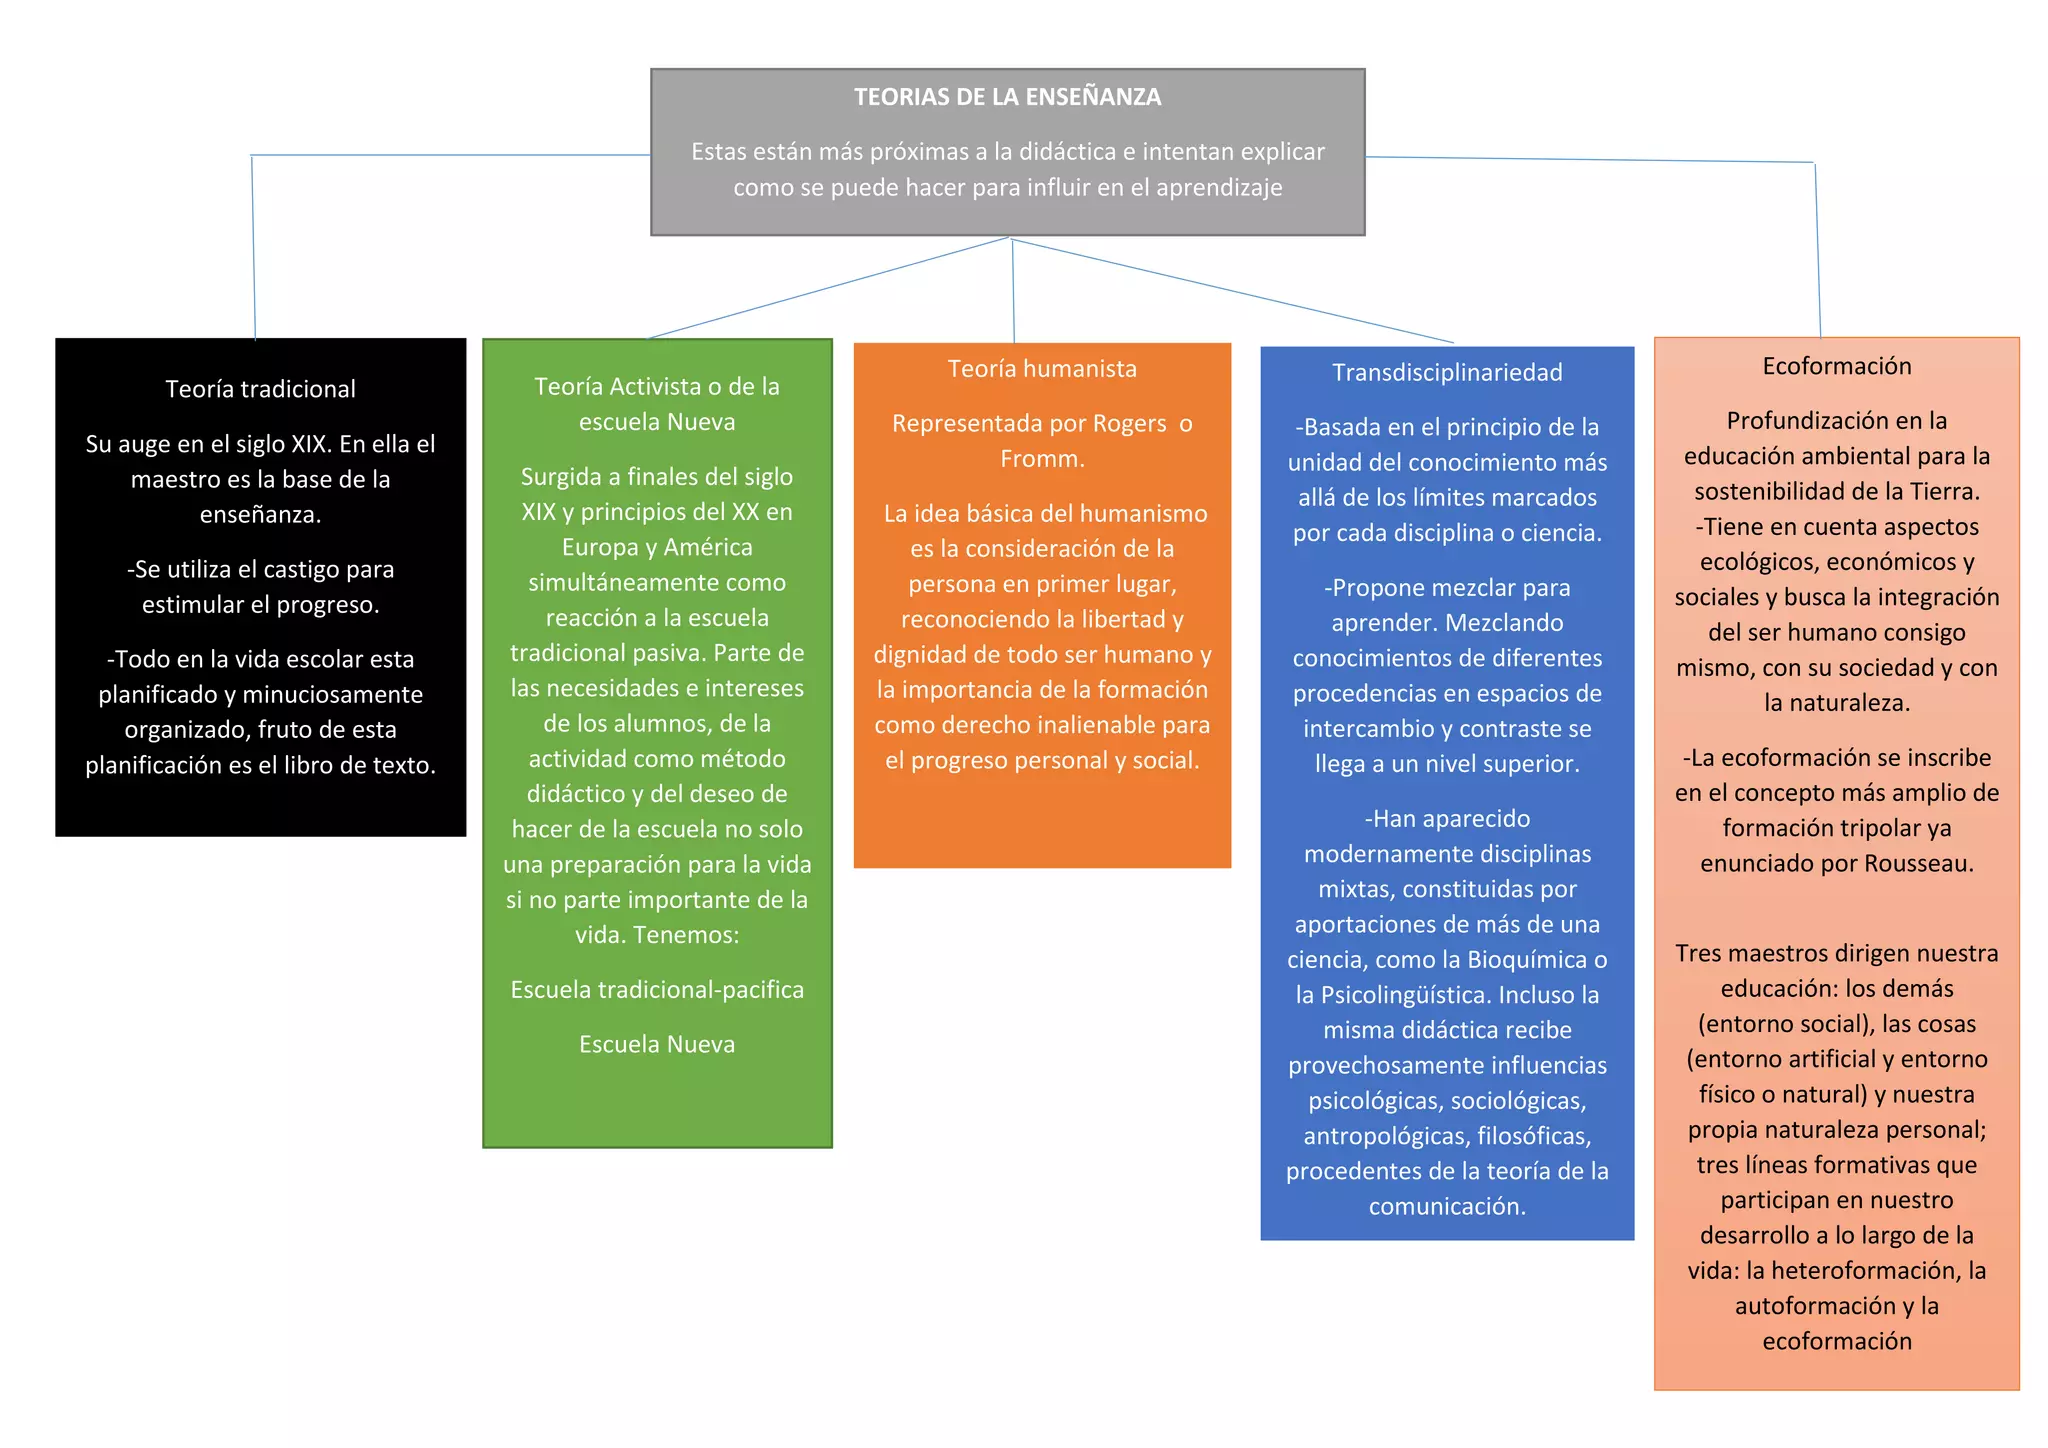 TEORIAS DE LA ENSEÑANZA
Estas están más próximas a la didáctica e intentan explicar
como se puede hacer para influir en el aprendizaje
Teoría tradicional
Su auge en el siglo XIX. En ella el
maestro es la base de la
enseñanza.
-Se utiliza el castigo para
estimular el progreso.
-Todo en la vida escolar esta
planificado y minuciosamente
organizado, fruto de esta
planificación es el libro de texto.
Teoría Activista o de la
escuela Nueva
Surgida a finales del siglo
XIX y principios del XX en
Europa y América
simultáneamente como
reacción a la escuela
tradicional pasiva. Parte de
las necesidades e intereses
de los alumnos, de la
actividad como método
didáctico y del deseo de
hacer de la escuela no solo
una preparación para la vida
si no parte importante de la
vida. Tenemos:
Escuela tradicional-pacifica
Escuela Nueva
Teoría humanista
Representada por Rogers  o
Fromm.
La idea básica del humanismo
es la consideración de la
persona en primer lugar,
reconociendo la libertad y
dignidad de todo ser humano y
la importancia de la formación
como derecho inalienable para
el progreso personal y social.
Transdisciplinariedad
-Basada en el principio de la
unidad del conocimiento más
allá de los límites marcados
por cada disciplina o ciencia.
-Propone mezclar para
aprender. Mezclando
conocimientos de diferentes
procedencias en espacios de
intercambio y contraste se
llega a un nivel superior.
-Han aparecido
modernamente disciplinas
mixtas, constituidas por
aportaciones de más de una
ciencia, como la Bioquímica o
la Psicolingüística. Incluso la
misma didáctica recibe
provechosamente influencias
psicológicas, sociológicas,
antropológicas, filosóficas,
procedentes de la teoría de la
comunicación.
Ecoformación
Profundización en la
educación ambiental para la
sostenibilidad de la Tierra.
-Tiene en cuenta aspectos
ecológicos, económicos y
sociales y busca la integración
del ser humano consigo
mismo, con su sociedad y con
la naturaleza.
-La ecoformación se inscribe
en el concepto más amplio de
formación tripolar ya
enunciado por Rousseau.
Tres maestros dirigen nuestra
educación: los demás
(entorno social), las cosas
(entorno artificial y entorno
físico o natural) y nuestra
propia naturaleza personal;
tres líneas formativas que
participan en nuestro
desarrollo a lo largo de la
vida: la heteroformación, la
autoformación y la
ecoformación